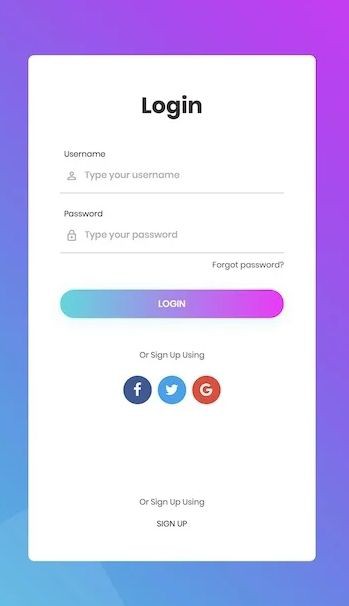 Login
Username
Type your username
Password
Type your password
Forgot password?
LOGIN
Or Sign Up Using
f G
Or Sign Up Using
SIGN UP